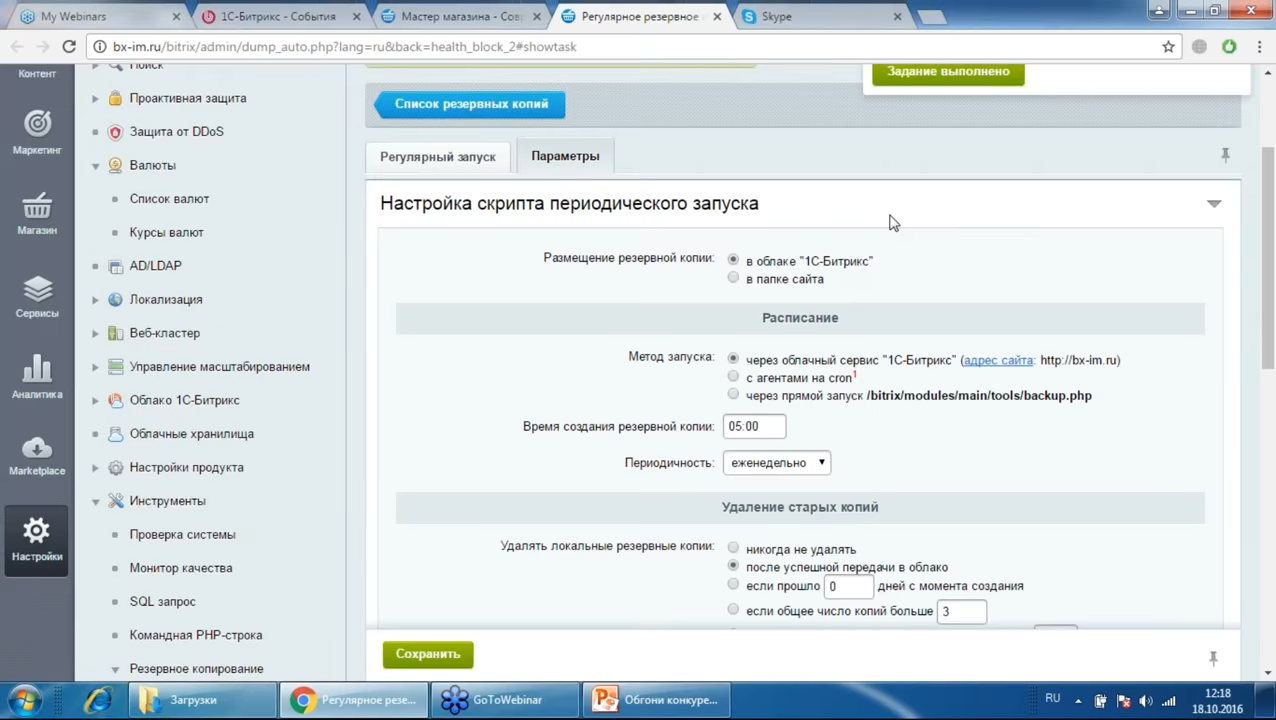 My Webinars
1С-Битрикс - События
Мастер магазина - Сов
Регулярное резервное
Skype
bx-im.ru/bitrix/admin/dump_auto.php?lang=ru&back=health_block_2#showtask
Контент
Маркетинг
Магазин
Сервисы
Аналитика
Marketplace
Настройки
Поиск
Проактивная защита
Защита от DDoS
Валюты
Список валют
Курсы валют
AD/LDAP
Локализация
Веб-кластер
Управление масштабированием
Облако 1С-Битрикс
Облачные хранилища
Настройки продукта
Инструменты
Проверка системы
Монитор качества
SQL запрос
Командная PHP-строка
Резервное копирование
Задание выполнено
Список резервных копий
Регулярный запуск
Параметры
Настройка скрипта периодического запуска
Размещение резервной копии:
в облаке "1С-Битрикс"
в папке сайта
Расписание
Метод запуска:
через облачный сервис "1С-Битрикс" (адрес сайта: http://bx-im.ru)
с агентами на cron1
через прямой запуск /bitrix/modules/main/tools/backup.php
Время создания резервной копии: 05:00
Периодичность: еженедельно
Удаление старых копий
Удалять локальные резервные копии:
никогда не удалять
после успешной передачи в облако
если прошло 0 дней с момента создания
если общее число копий больше 3
Сохранить
Загрузки
Регулярное резе...
GoToWebinar
Обгони конкуре...
RU
12:18
18.10.2016